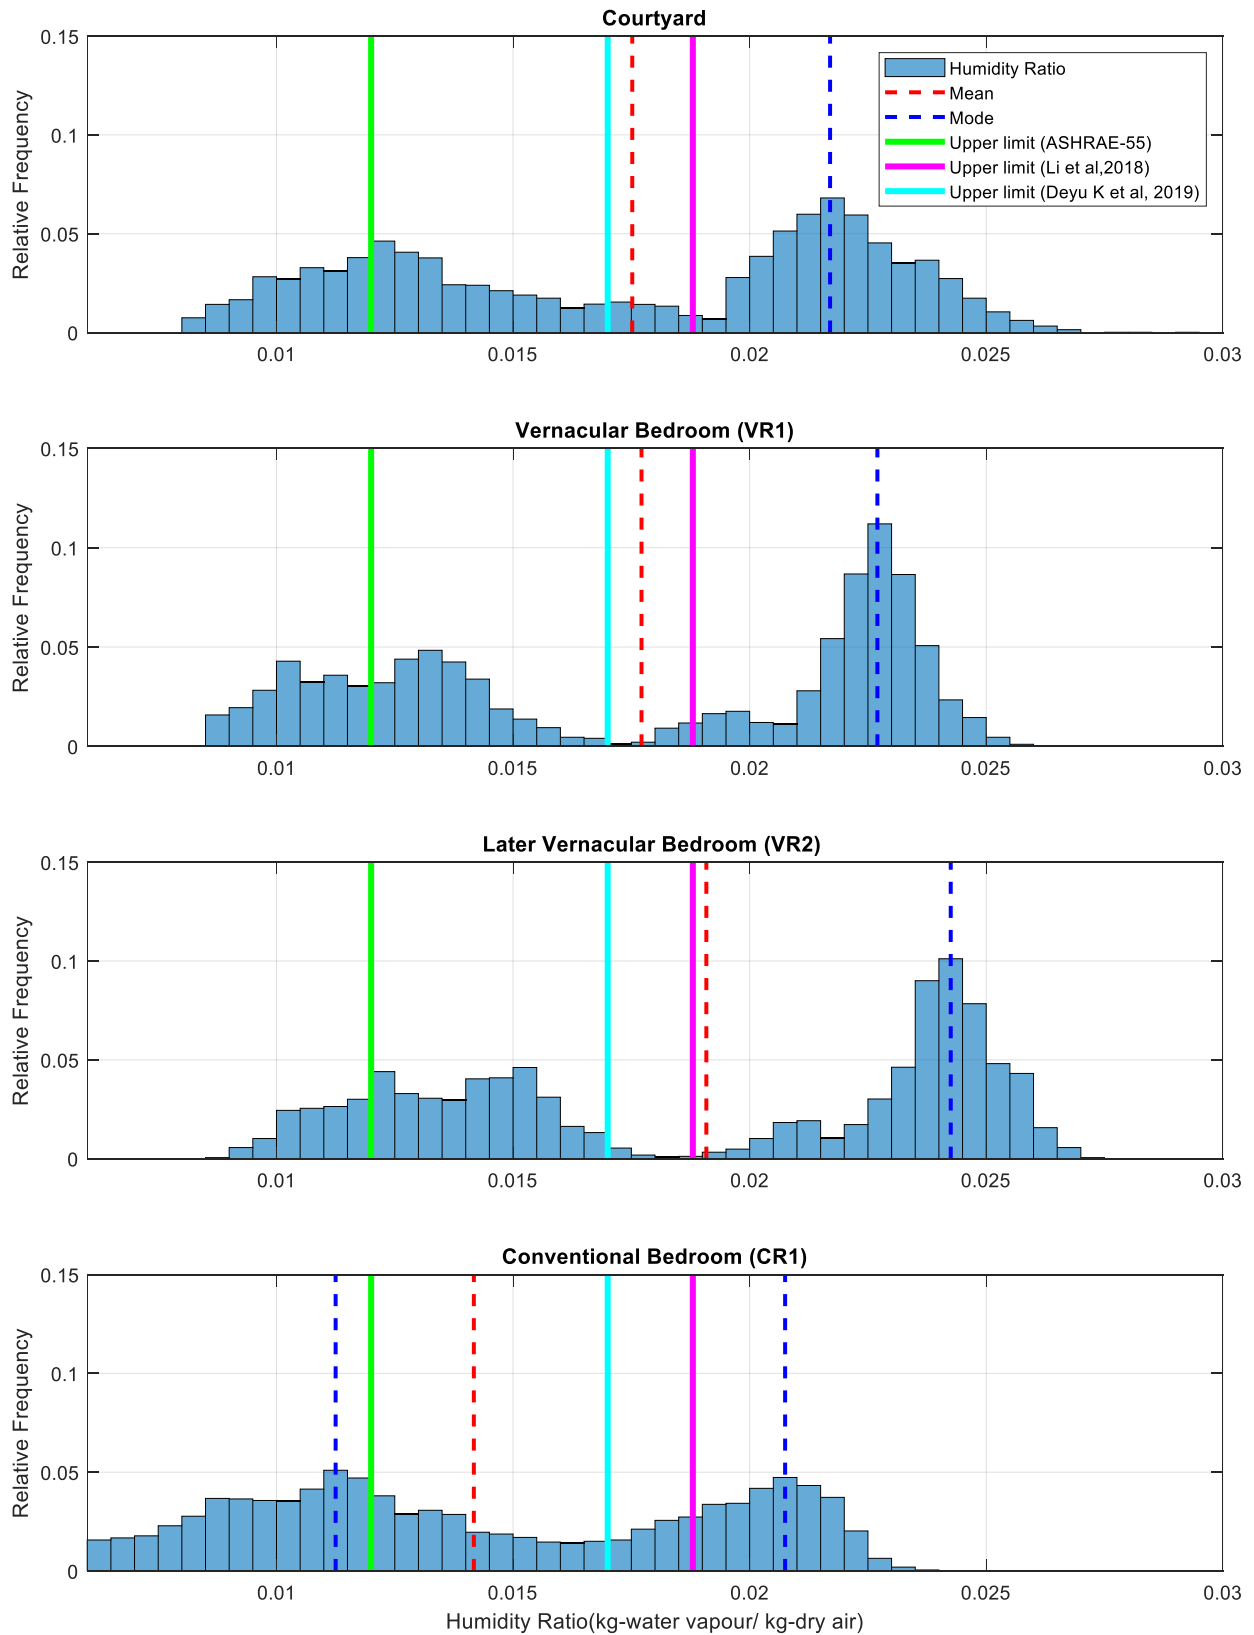 Courtyard
0.15
0.1
0.05
0
Relative Frequency
0.01
0.015
0.02
0.025
0.03
Humidity Ratio
Mean
Mode
Upper limit (ASHRAE-55)
Upper limit (Li et al,2018)
Upper limit (Deyu K et al, 2019)
Vernacular Bedroom (VR1)
0.15
0.1
0.05
0
Relative Frequency
0.01
0.015
0.02
0.025
0.03
Later Vernacular Bedroom (VR2)
0.15
0.1
0.05
0
Relative Frequency
0.01
0.015
0.02
0.025
0.03
Conventional Bedroom (CR1)
0.15
0.1
0.05
0
Relative Frequency
0.01
0.015
0.02
0.025
0.03
Humidity Ratio(kg-water vapour/ kg-dry air)